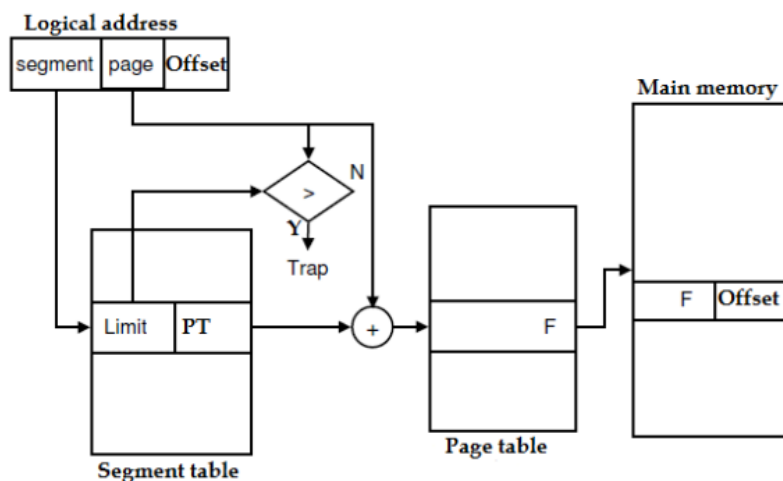 Logical address
segment page Offset
Main memory
N
>
Y
Trap
F Offset
Limit PT
+
F
Page table
Segment table